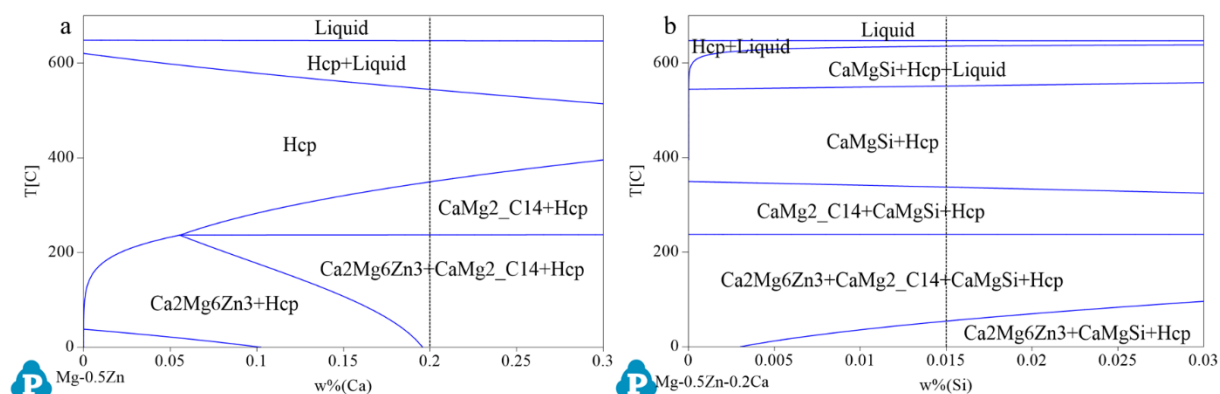 a
Liquid
Hcp+Liquid
Hcp
CaMg2_C14+Hcp
Ca2Mg6Zn3+CaMg2_C14+Hcp
Ca2Mg6Zn3+Hcp
T[C]
600
400
200
0
0
0.05
0.1
0.15
0.2
0.25
0.3
w%(Ca)
P
Mg-0.5Zn
b
Liquid
Hcp+Liquid
CaMgSi+Hcp+Liquid
CaMgSi+Hcp
CaMg2_C14+CaMgSi+Hcp
Ca2Mg6Zn3+CaMg2_C14+CaMgSi+Hcp
Ca2Mg6Zn3+CaMgSi+Hcp
T[C]
600
400
200
0
0
0.005
0.01
0.015
0.02
0.025
0.03
w%(Si)
P
Mg-0.5Zn-0.2Ca